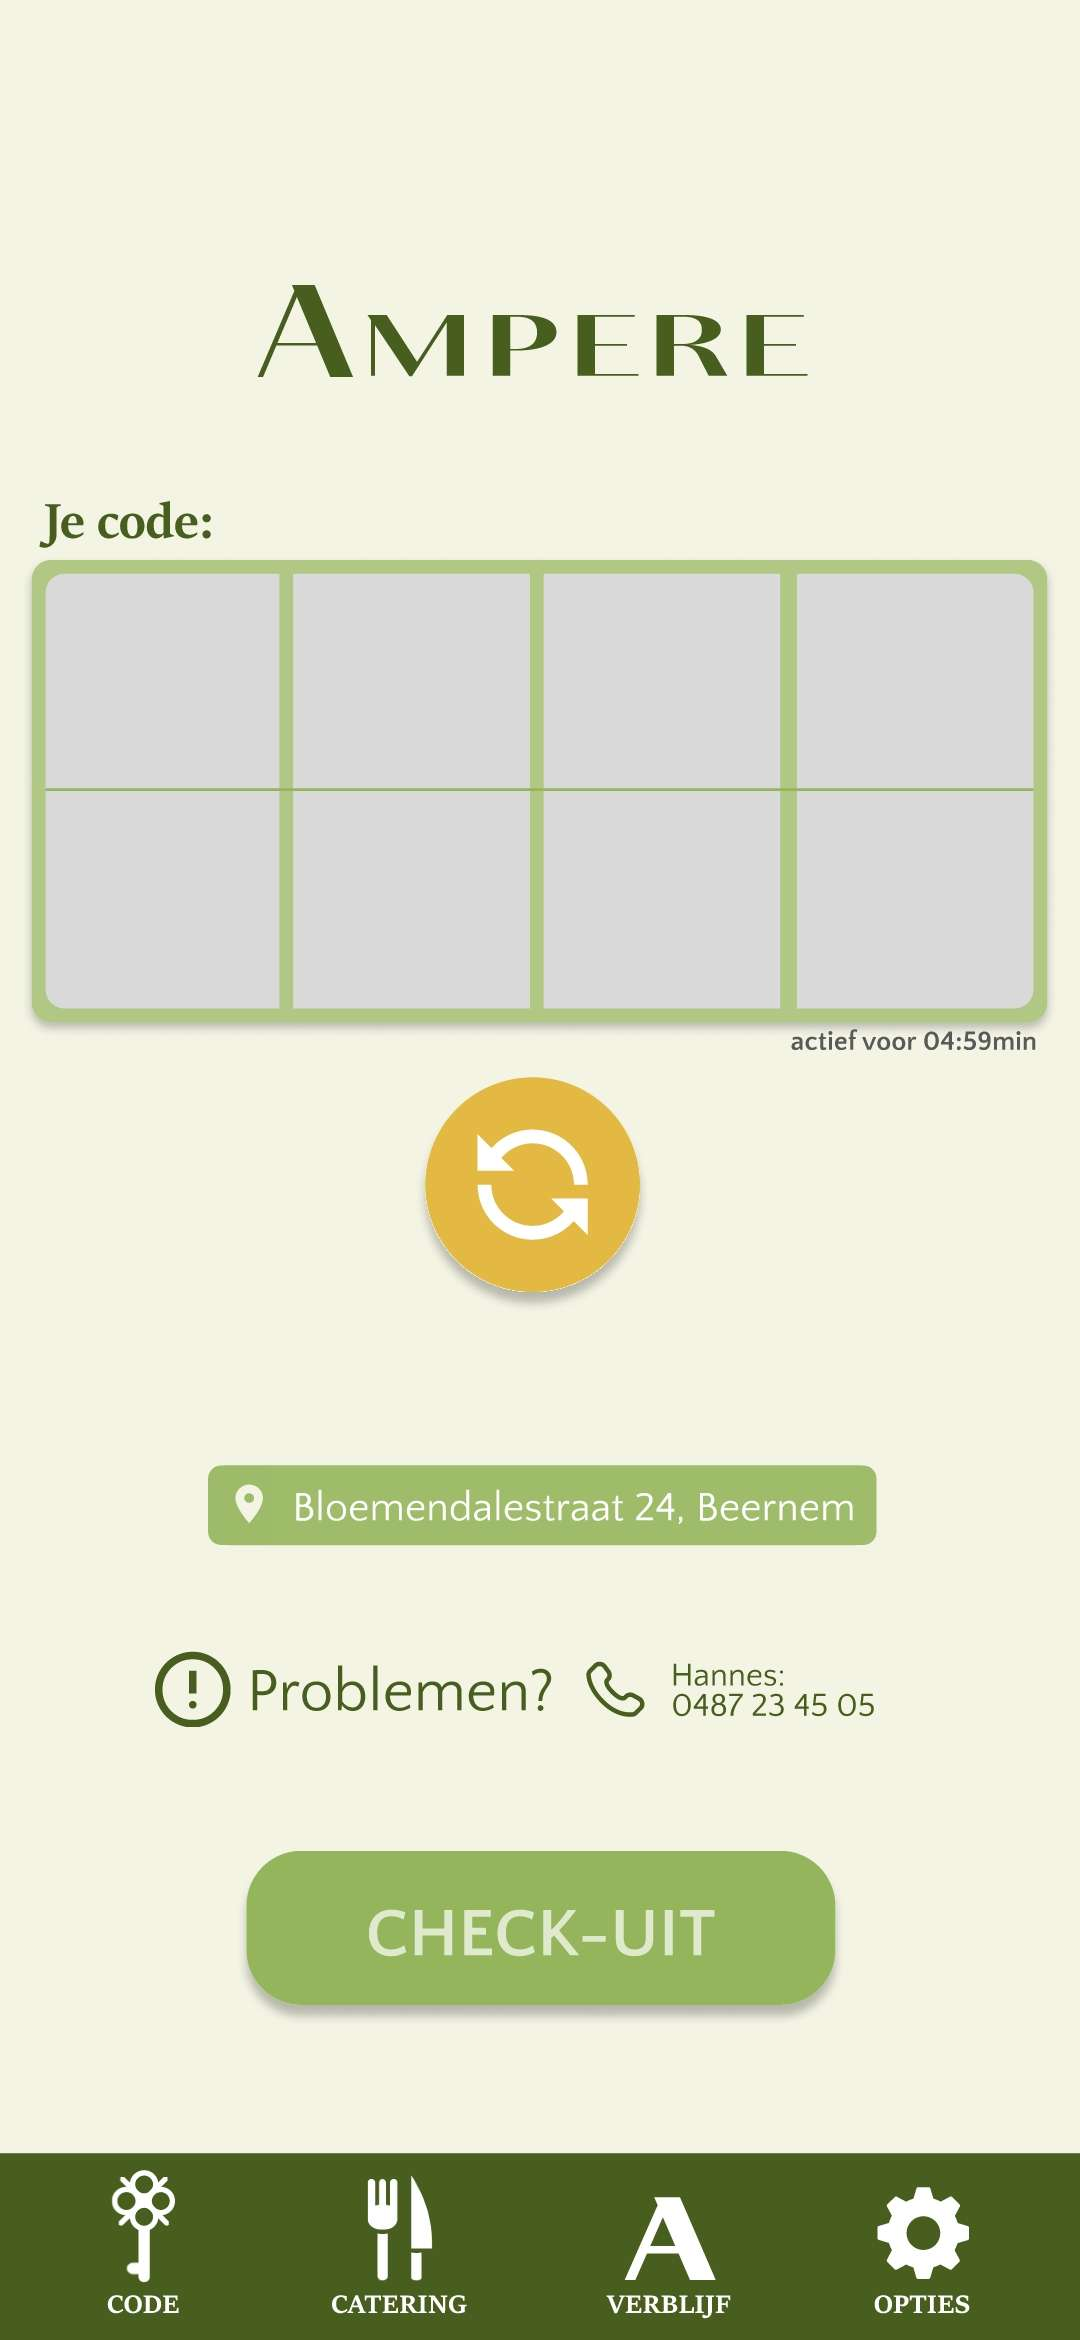 AMPERE
Je code:
actief voor 04:59min
Bloemendalestraat 24, Beernem
Problemen?
Hannes:
0487 23 45 05
CHECK-UIT
CODE
CATERING
VERBLIJF
OPTIES